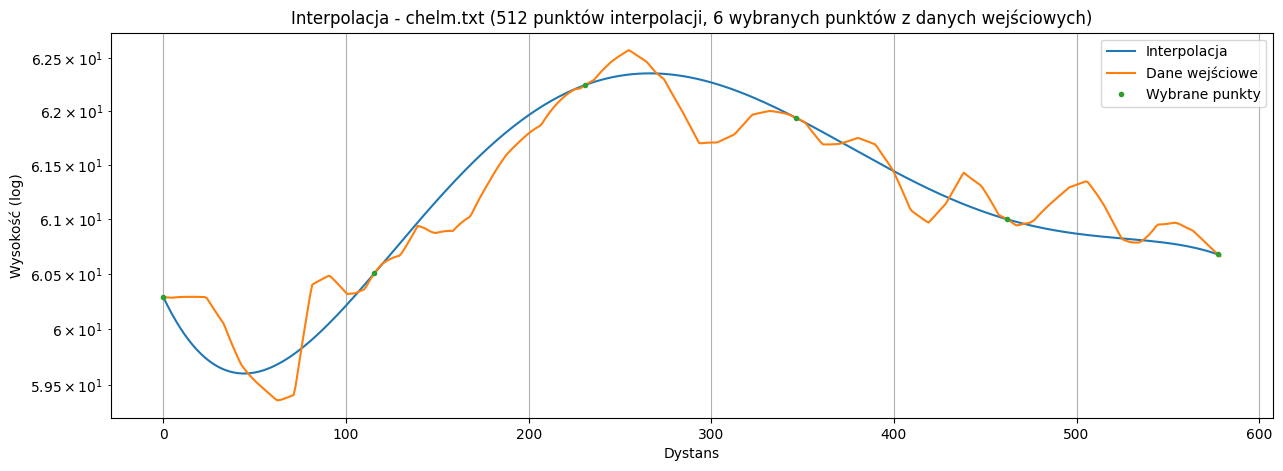 Interpolacja - chelm.txt (512 punktów interpolacji, 6 wybranych punktów z danych wejściowych)
Interpolacja
Dane wejściowe
Wybrane punkty
Wysokość (log)
6.25 × 10¹
6.2 × 10¹
6.15 × 10¹
6.1 × 10¹
6.05 × 10¹
6 × 10¹
5.95 × 10¹
0 100 200 300 400 500 600
Dystans